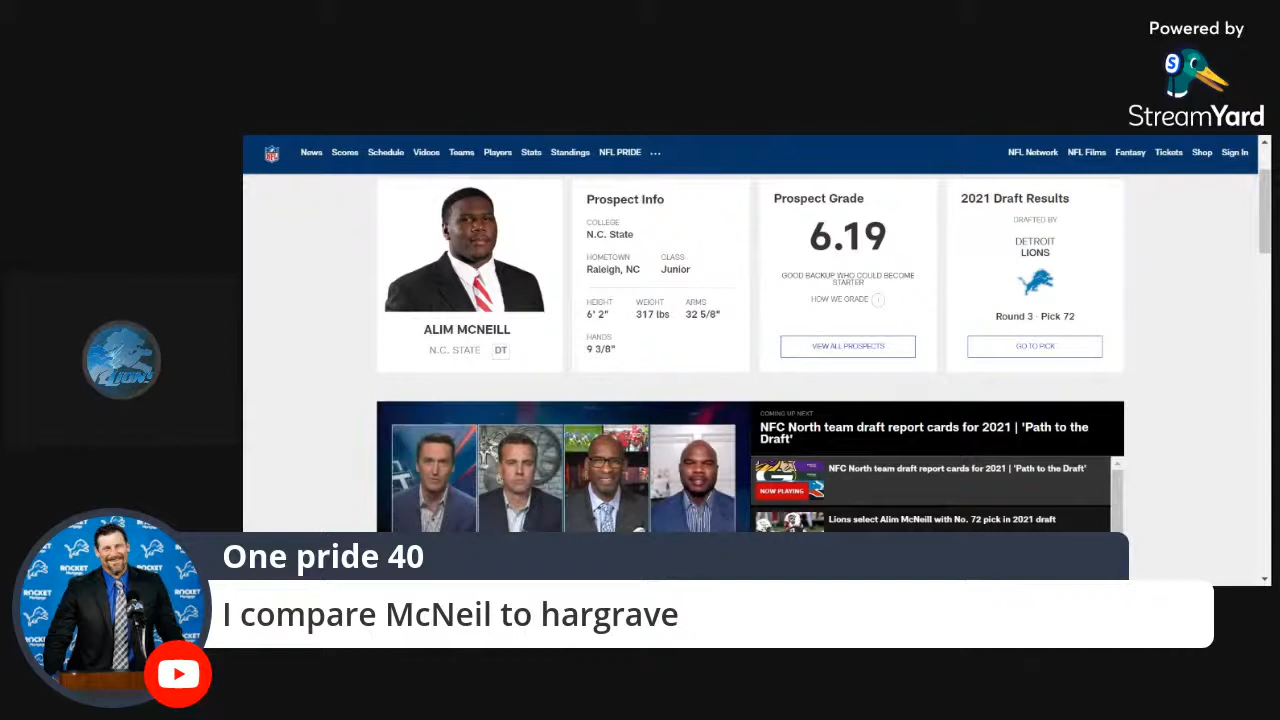 Powered by
StreamYard
News Scores Schedule Videos Teams Players Stats Standings NFL PRIDE ...
NFL Network NFL Films Fantasy Tickets Shop Sign In
ALIM MCNEILL
N.C. STATE DT
Prospect Info
COLLEGE
N.C. State
HOMETOWN CLASS
Raleigh, NC Junior
HEIGHT WEIGHT ARMS
6' 2" 317 lbs 32 5/8"
HANDS
9 3/8"
Prospect Grade
6.19
GOOD BACKUP WHO COULD BECOME
STARTER
HOW WE GRADE
VIEW ALL PROSPECTS
2021 Draft Results
DRAFTED BY
DETROIT
LIONS
Round 3 · Pick 72
GO TO PICK
COMING UP NEXT
NFC North team draft report cards for 2021 | 'Path to the
Draft'
NFC North team draft report cards for 2021 | 'Path to the Draft'
NOW PLAYING
Lions select Alim McNeill with No. 72 pick in 2021 draft
LIONS
ROCKET
ROCKET
One pride 40
I compare McNeil to hargrave